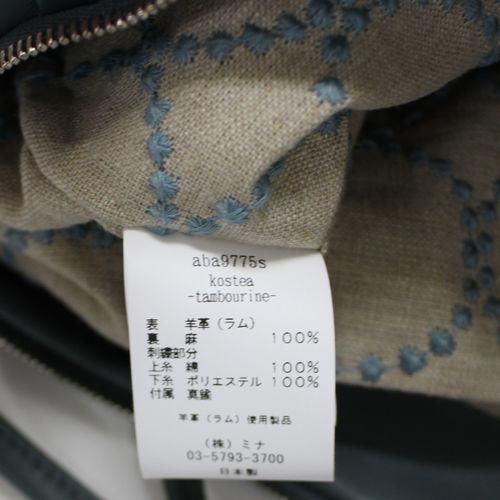 aba9775s
kostea
-tambourine-
表 羊革(ラム)
裏 麻 100%
刺繍部分
上糸 綿 100%
下糸 ポリエステル 100%
付属 真鍮
羊革(ラム)使用製品
(株)ミナ
03-5793-3700
日本製